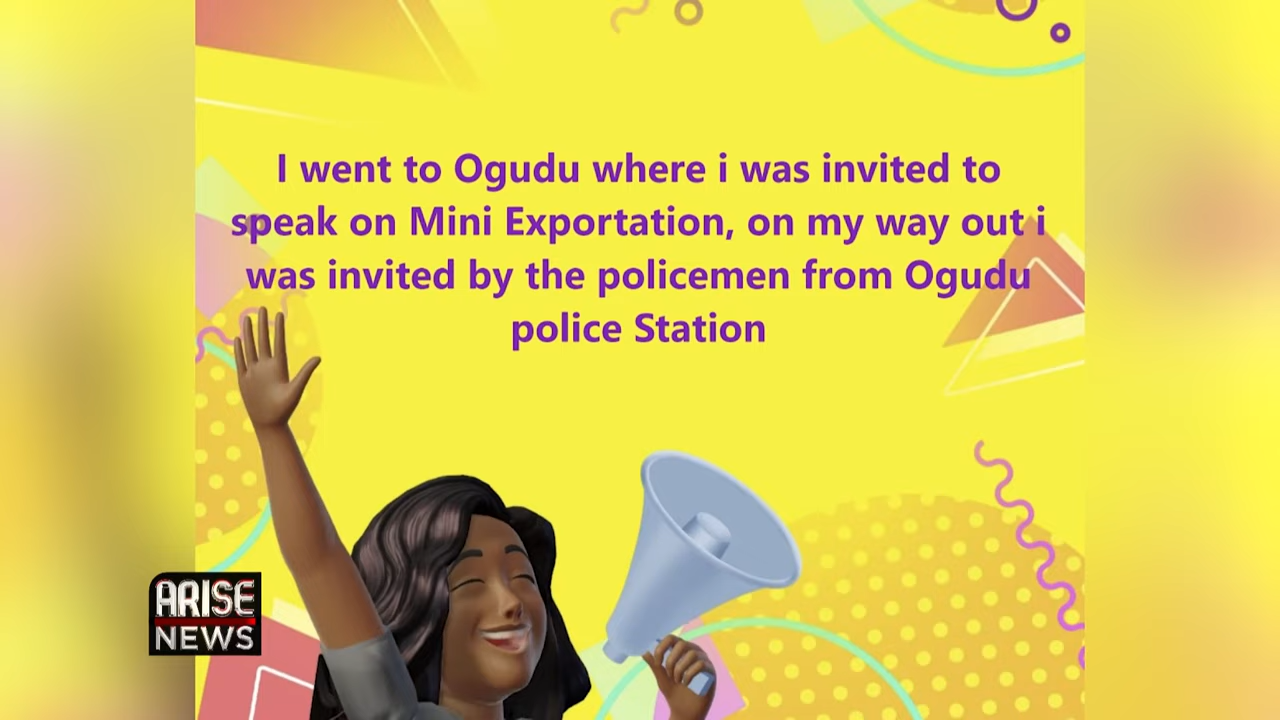 I went to Ogudu where i was invited to
speak on Mini Exportation, on my way out i
was invited by the policemen from Ogudu
police Station
ARISE
NEWS